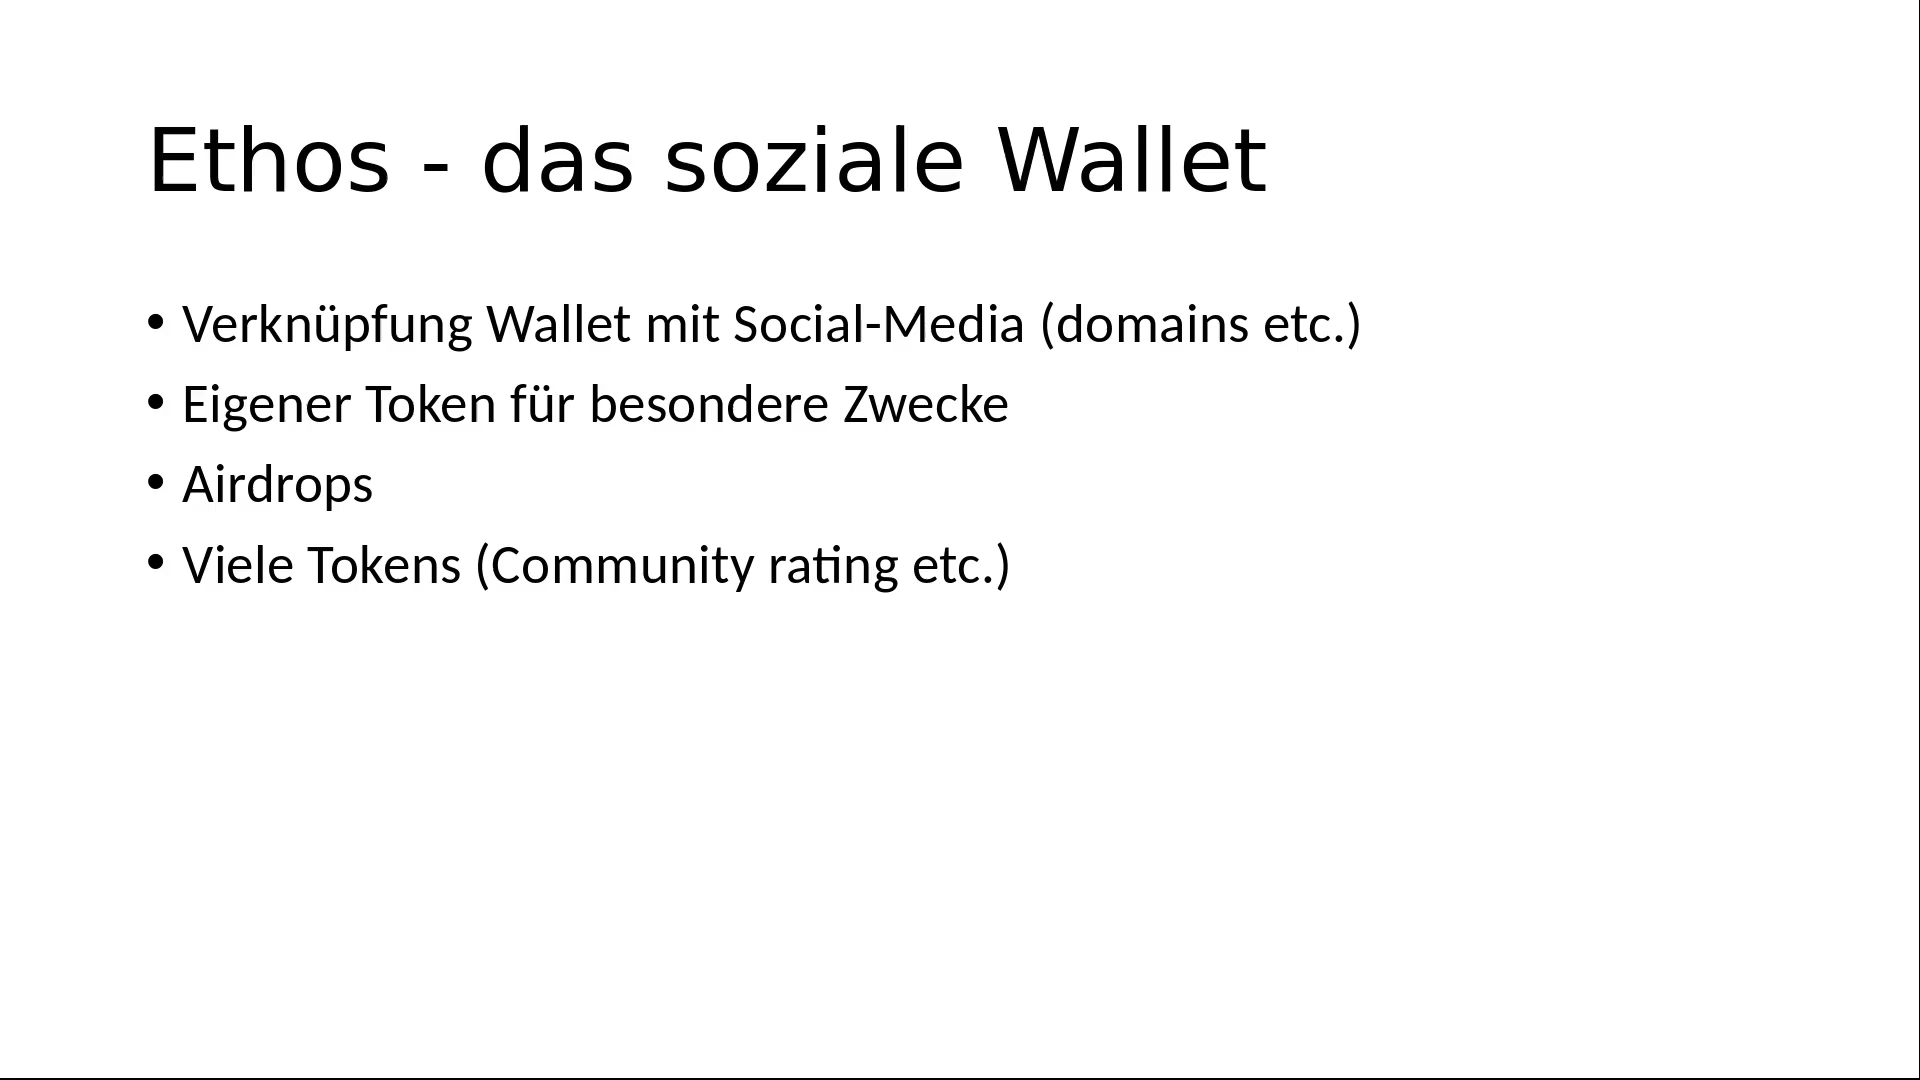 Ethos - das soziale Wallet
• Verknüpfung Wallet mit Social-Media (domains etc.)
• Eigener Token für besondere Zwecke
• Airdrops
• Viele Tokens (Community rating etc.)